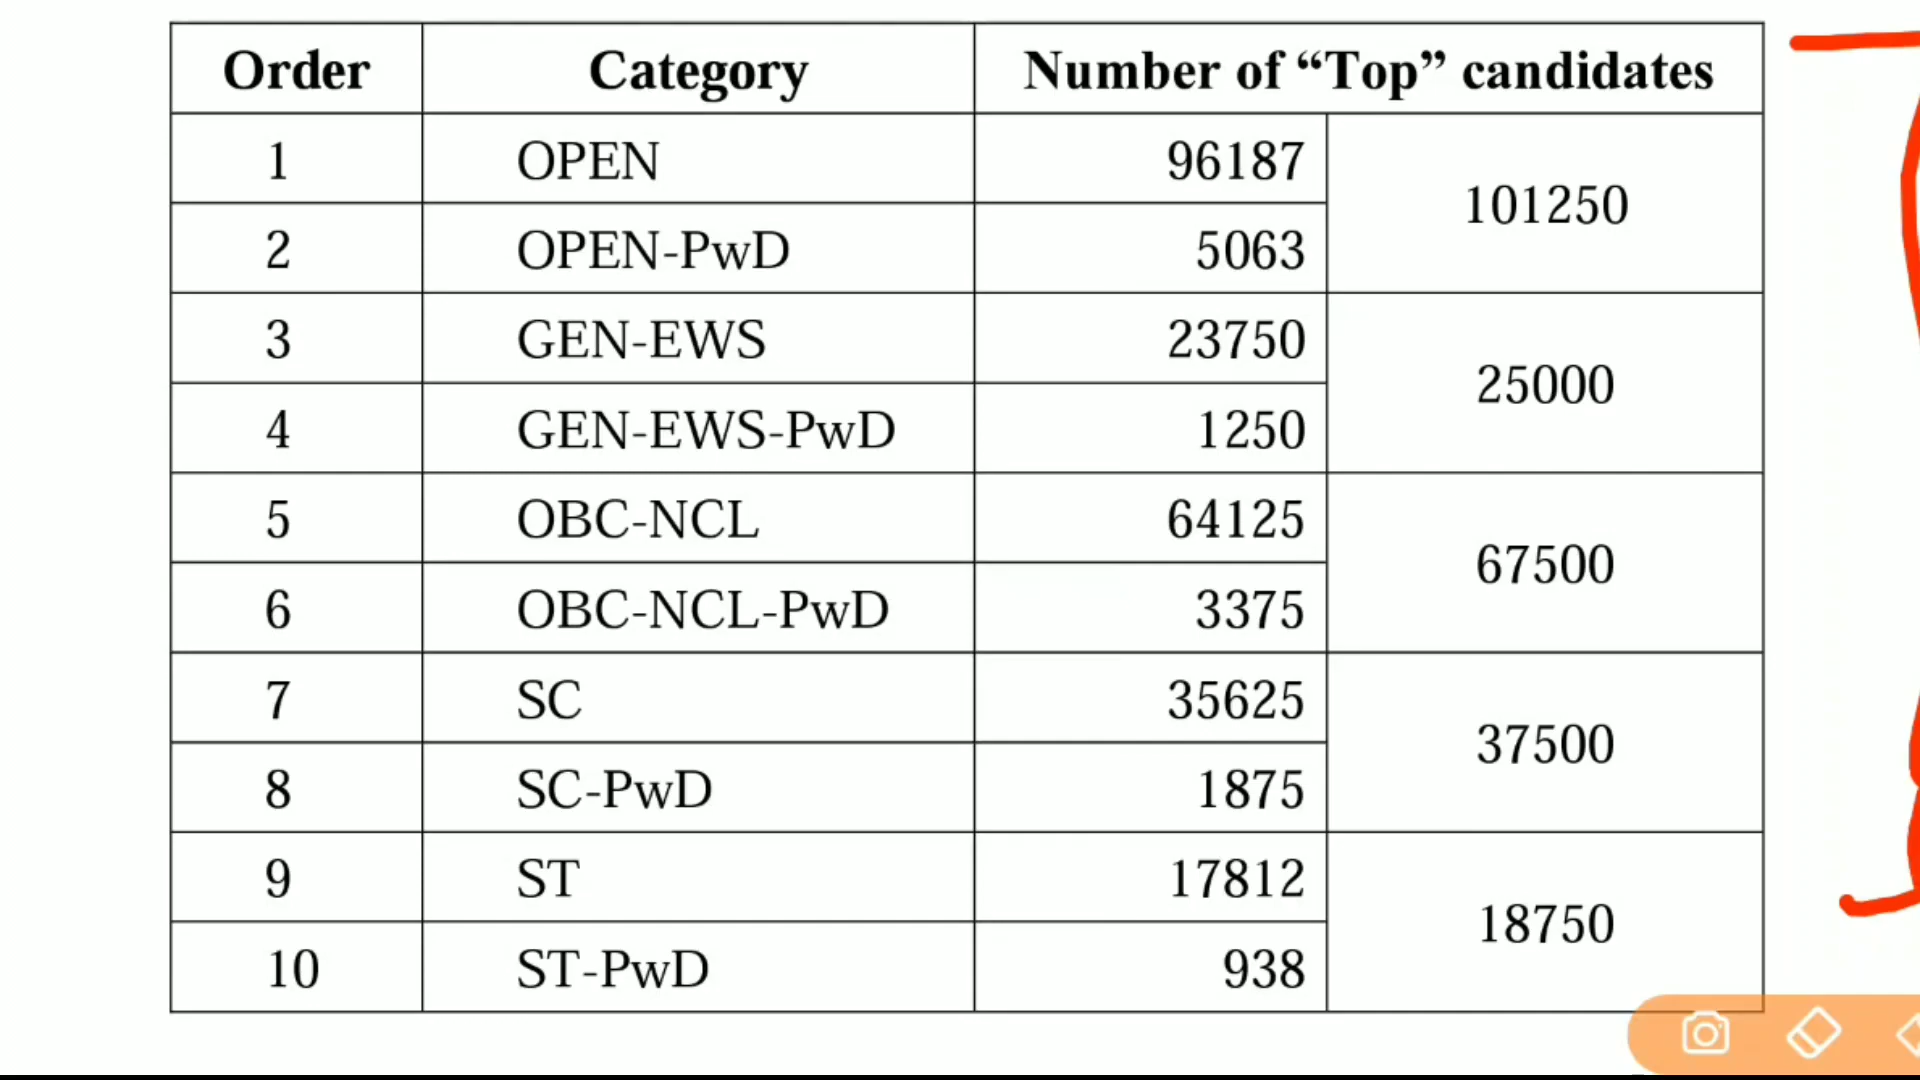 Order Category Number of “Top” candidates
1 OPEN 96187 101250
2 OPEN-PwD 5063
3 GEN-EWS 23750 25000
4 GEN-EWS-PwD 1250
5 OBC-NCL 64125 67500
6 OBC-NCL-PwD 3375
7 SC 35625 37500
8 SC-PwD 1875
9 ST 17812 18750
10 ST-PwD 938